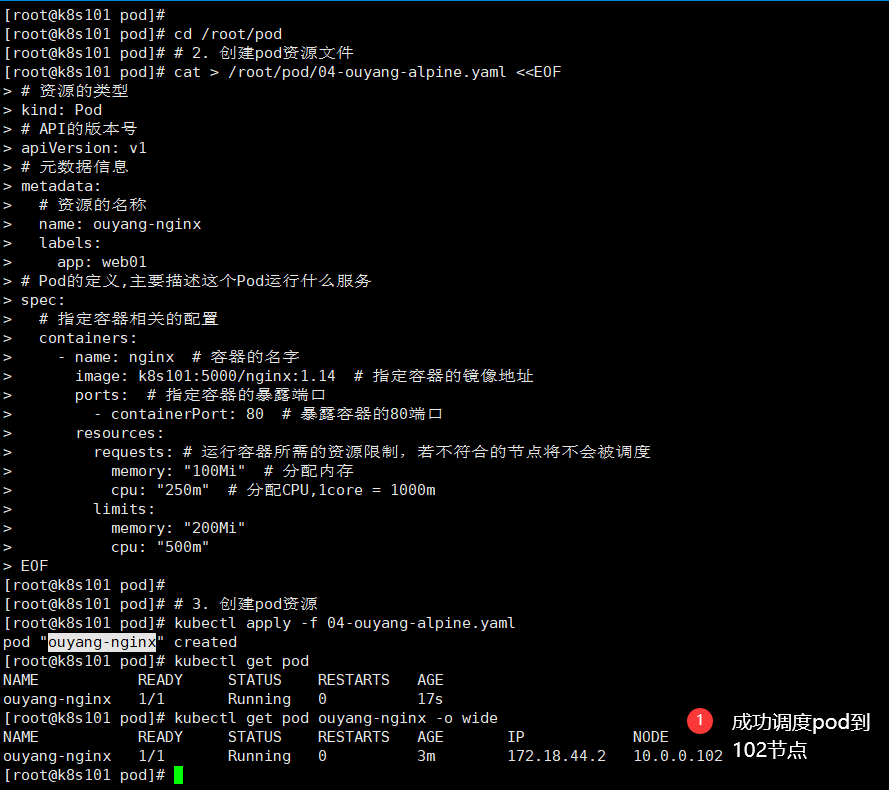 [root@k8s101 pod]#
[root@k8s101 pod]# cd /root/pod
[root@k8s101 pod]# # 2. 创建pod资源文件
[root@k8s101 pod]# cat > /root/pod/04-ouyang-alpine.yaml <<EOF
> # 资源的类型
> kind: Pod
> # API的版本号
> apiVersion: v1
> # 元数据信息
> metadata:
>   # 资源的名称
>   name: ouyang-nginx
>   labels:
>     app: web01
> # Pod的定义,主要描述这个Pod运行什么服务
> spec:
>   # 指定容器相关的配置
>   containers:
>     - name: nginx  # 容器的名字
>       image: k8s101:5000/nginx:1.14  # 指定容器的镜像地址
>       ports:  # 指定容器的暴露端口
>         - containerPort: 80  # 暴露容器的80端口
>       resources:
>         requests: # 运行容器所需的资源限制，若不符合的节点将不会被调度
>           memory: "100Mi"  # 分配内存
>           cpu: "250m"  # 分配CPU,1core = 1000m
>         limits:
>           memory: "200Mi"
>           cpu: "500m"
> EOF
[root@k8s101 pod]#
[root@k8s101 pod]# # 3. 创建pod资源
[root@k8s101 pod]# kubectl apply -f 04-ouyang-alpine.yaml
pod "ouyang-nginx" created
[root@k8s101 pod]# kubectl get pod
NAME           READY     STATUS    RESTARTS   AGE
ouyang-nginx   1/1       Running   0          17s
[root@k8s101 pod]# kubectl get pod ouyang-nginx -o wide
NAME           READY     STATUS    RESTARTS   AGE       IP            NODE
ouyang-nginx   1/1       Running   0          3m        172.18.44.2   10.0.0.102
[root@k8s101 pod]#
1 成功调度pod到
102节点